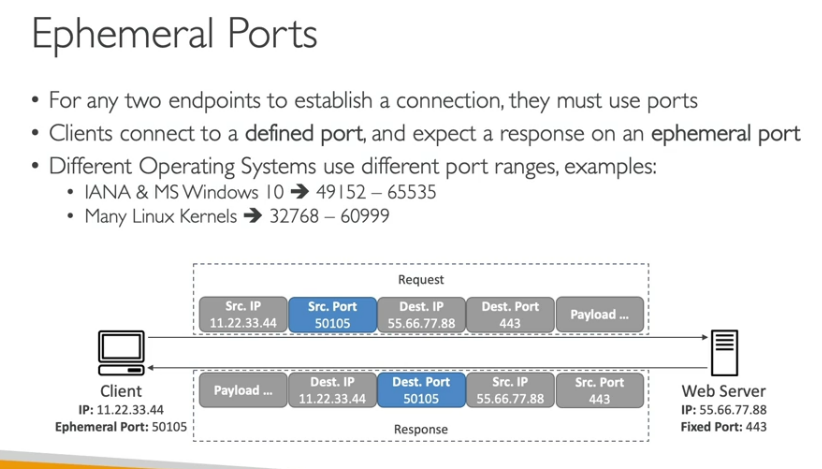 Ephemeral Ports
• For any two endpoints to establish a connection, they must use ports
• Clients connect to a defined port, and expect a response on an ephemeral port
• Different Operating Systems use different port ranges, examples:
• IANA & MS Windows 10 ➔ 49152 – 65535
• Many Linux Kernels ➔ 32768 – 60999
Request
Src. IP
11.22.33.44
Src. Port
50105
Dest. IP
55.66.77.88
Dest. Port
443
Payload ...
Payload ...
Dest. IP
11.22.33.44
Dest. Port
50105
Src. IP
55.66.77.88
Src. Port
443
Response
Client
IP: 11.22.33.44
Ephemeral Port: 50105
Web Server
IP: 55.66.77.88
Fixed Port: 443